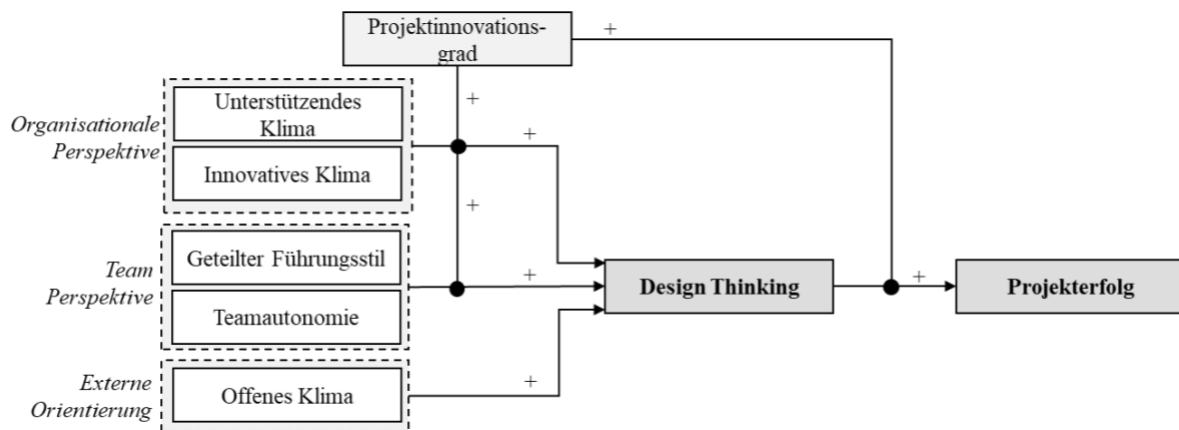 Projektinnovations-
grad
+
+
Organisationale
Perspektive
Unterstützendes
Klima
+
Innovatives Klima
+
Team
Perspektive
Geteilter Führungsstil
+
Teamautonomie
Design Thinking
+
Projekterfolg
Externe
Orientierung
Offenes Klima
+